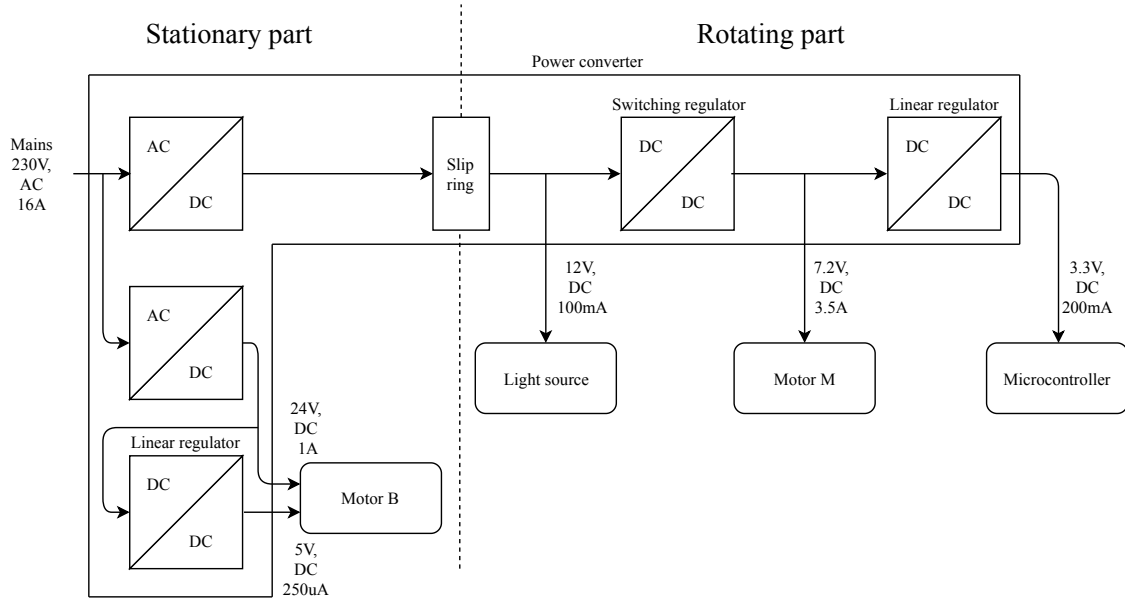 Stationary part
Rotating part
Power converter
Switching regulator
Linear regulator
Mains
230V,
AC
16A
AC
DC
Slip
ring
DC
DC
DC
DC
12V,
DC
100mA
7.2V,
DC
3.5A
3.3V,
DC
200mA
AC
DC
Light source
Motor M
Microcontroller
24V,
DC
1A
Linear regulator
DC
DC
Motor B
5V,
DC
250uA